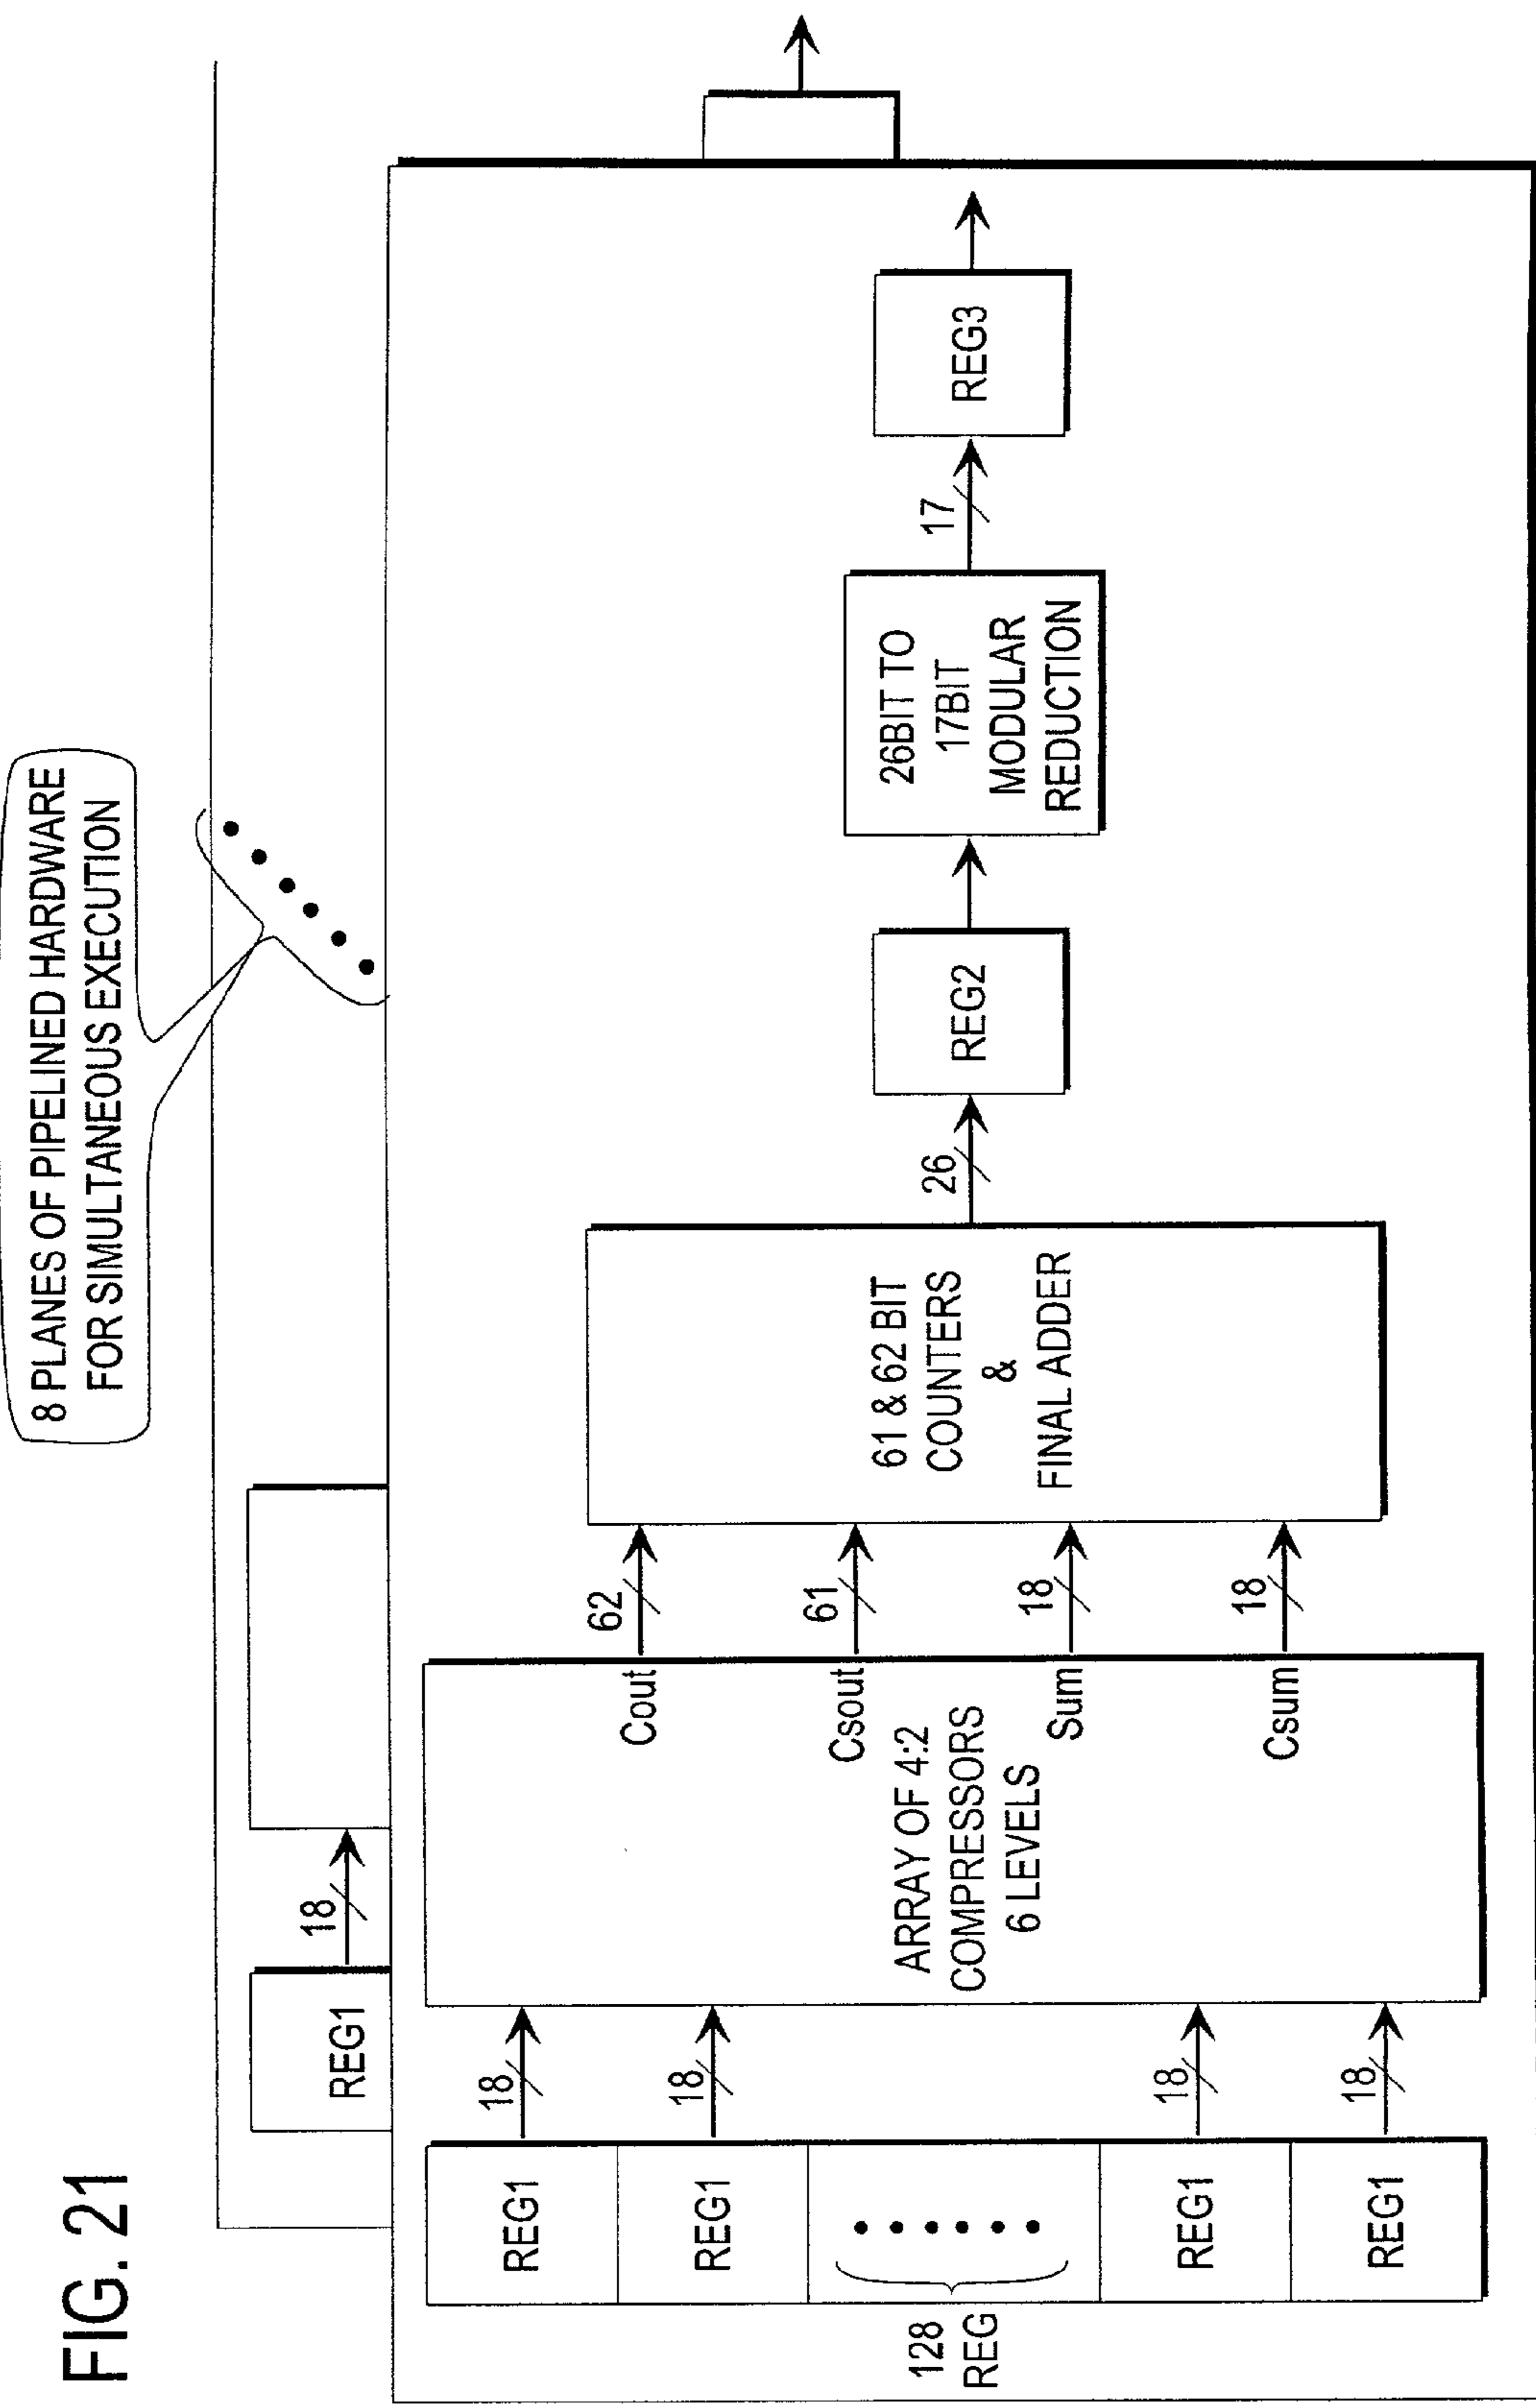 FIG. 21
8 PLANES OF PIPELINED HARDWARE
FOR SIMULTANEOUS EXECUTION
REG1
18
REG1
REG1
128
REG
REG1
REG1
18
18
18
18
ARRAY OF 4:2
COMPRESSORS
6 LEVELS
Cout
Csout
Sum
Csum
62
61
18
18
61 & 62 BIT
COUNTERS
&
FINAL ADDER
26
REG2
26BIT TO
17BIT
MODULAR
REDUCTION
17
REG3